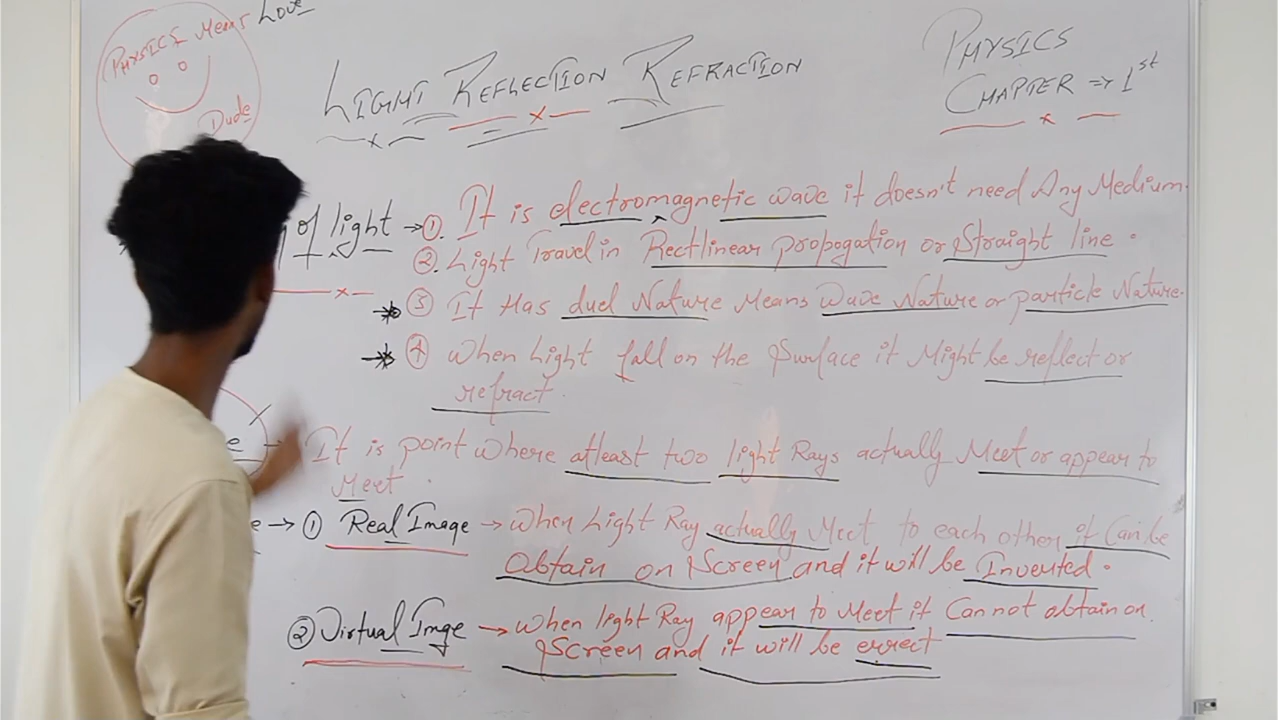 PHYSICS Means Love
Dude
LIGHT REFLECTION REFRACTION
PHYSICS
CHAPTER => 1st
of light → ①. It is electromagnetic wave it doesn't need Any Medium.
②. Light Travel in Rectlinear propogation or Straight line.
③ It Has duel Nature Means Wave Nature or particle Nature.
④ When Light fall on the Surface it Might be reflect or
refract.
e → It is point where atleast two light Rays actually Meet or appear to
Meet.
e → ① Real Image → When Light Ray actually Meet to each other it Can be
Obtain on Screen and it will be Inverted.
② Virtual Imge → When light Ray appear to Meet it Can not obtain on
Screen and it will be errect